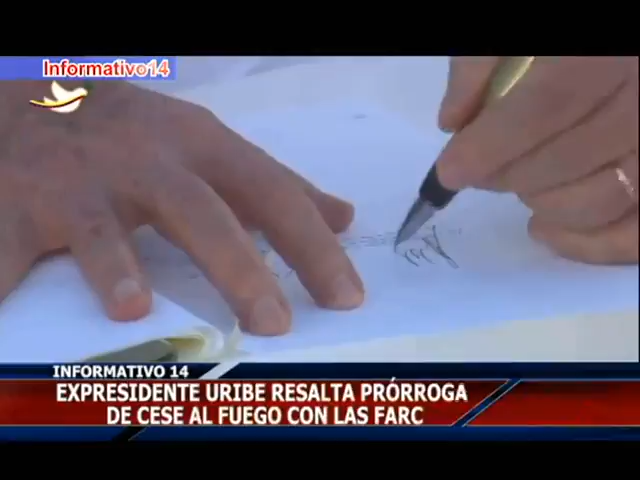 Informativo14
INFORMATIVO 14
EXPRESIDENTE URIBE RESALTA PRÓRROGA
DE CESE AL FUEGO CON LAS FARC